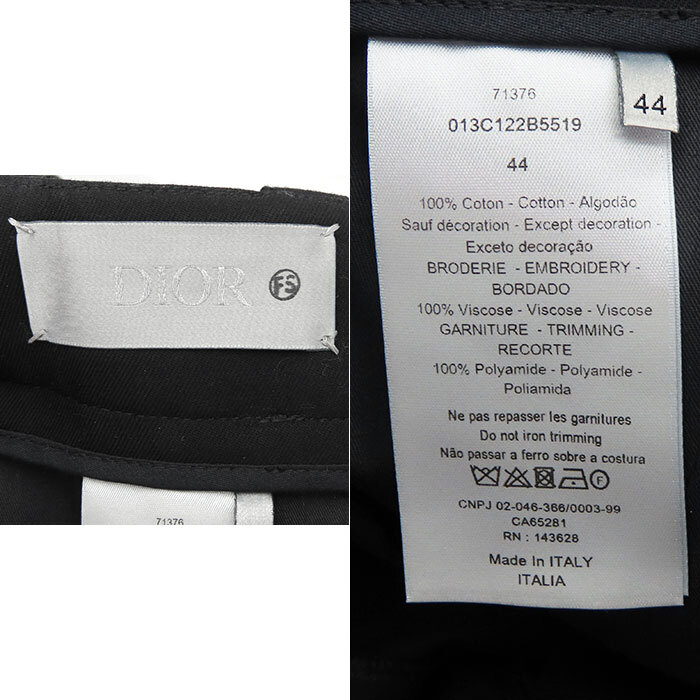 DIOR FS
71376
71376
44
013C122B5519
44
100% Coton - Cotton - Algodão
Sauf décoration - Except decoration -
Exceto decoração
BRODERIE - EMBROIDERY -
BORDADO
100% Viscose - Viscose - Viscose
GARNITURE - TRIMMING -
RECORTE
100% Polyamide - Polyamide -
Poliamida
Ne pas repasser les garnitures
Do not iron trimming
Não passar a ferro sobre a costura
CNPJ 02-046-366/0003-99
CA65281
RN : 143628
Made In ITALY
ITALIA